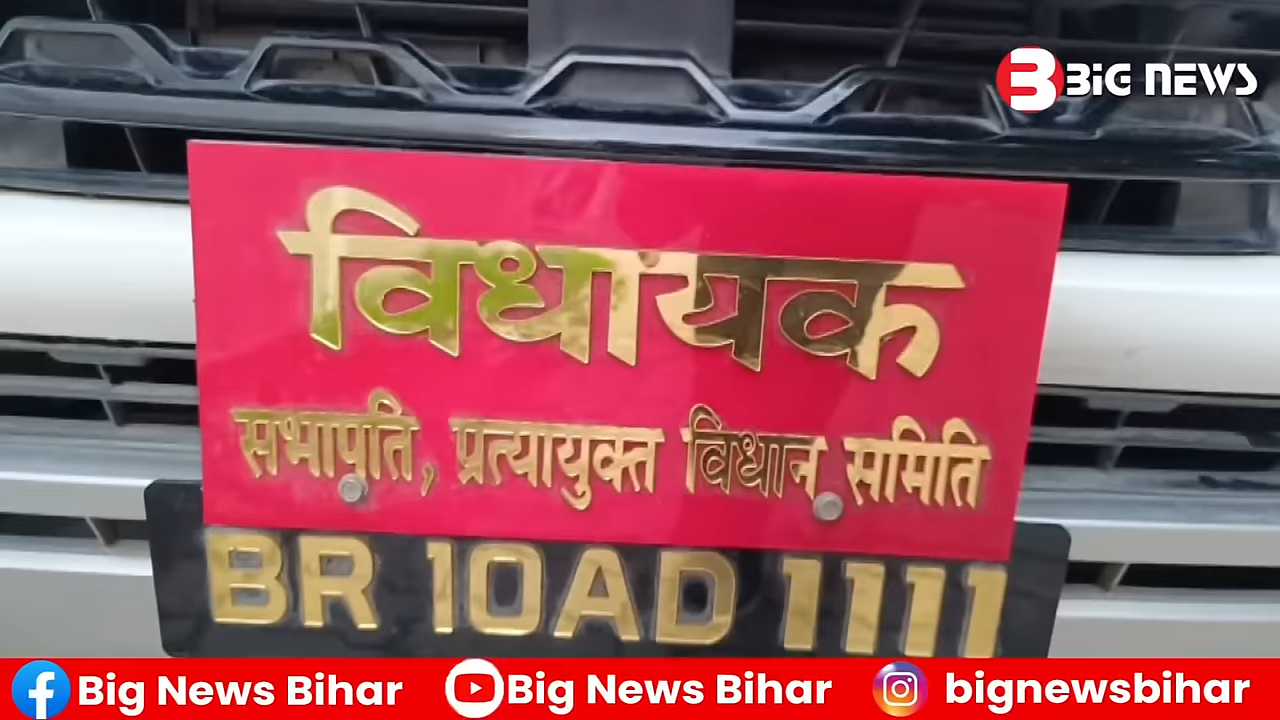 BIG NEWS
विधायक
सभापति, प्रत्यायुक्त विधान समिति
BR 10AD 1111
Big News Bihar Big News Bihar bignewsbihar